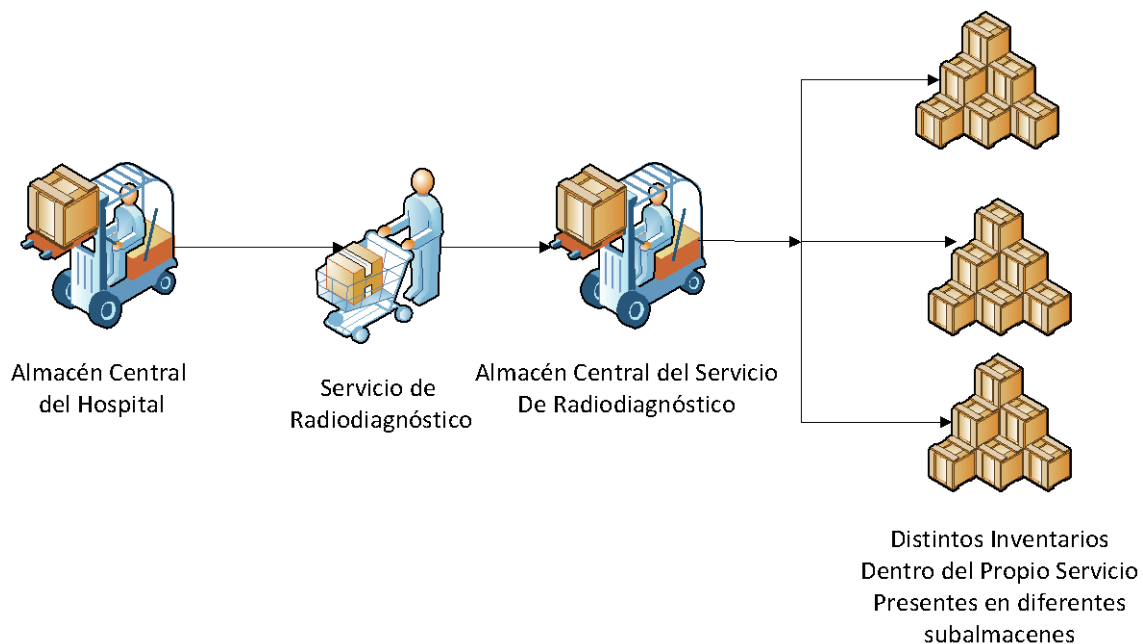 Almacén Central
del Hospital
Servicio de
Radiodiagnóstico
Almacén Central del Servicio
De Radiodiagnóstico
Distintos Inventarios
Dentro del Propio Servicio
Presentes en diferentes
subalmacenes